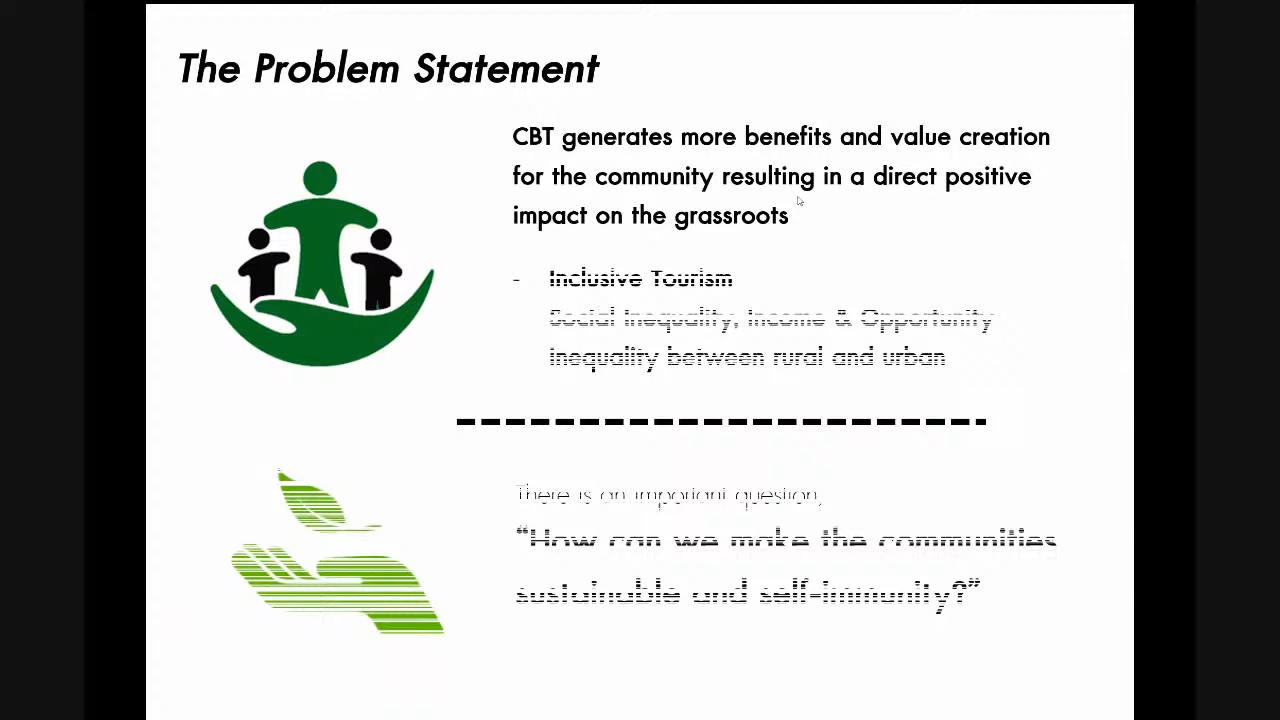 The Problem Statement
CBT generates more benefits and value creation
for the community resulting in a direct positive
impact on the grassroots
- Inclusive Tourism
Social Inequality, Income & Opportunity
inequality between rural and urban
There is an important question,
“How can we make the communities
sustainable and self-immunity?”